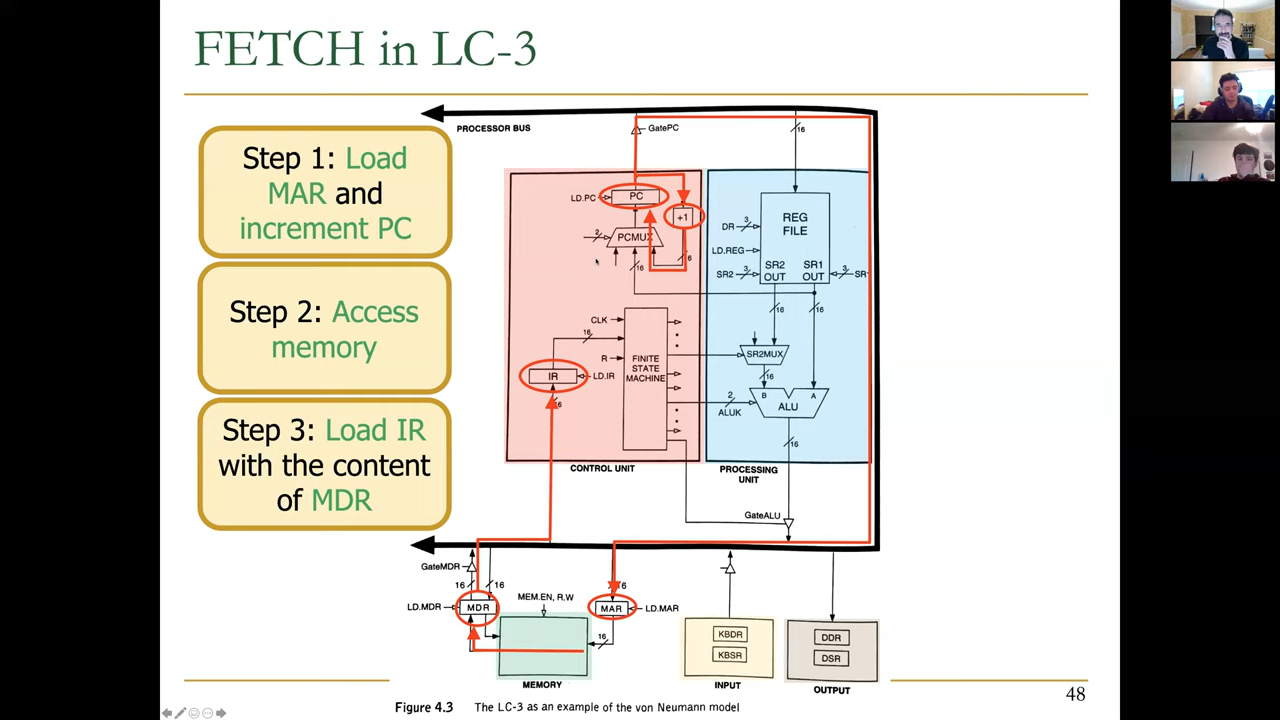 FETCH in LC-3
Step 1: Load
MAR and
increment PC
Step 2: Access
memory
Step 3: Load IR
with the content
of MDR
PROCESSOR BUS
GatePC
16
LD.PC
PC
+1
2
PCMUX
16
6
REG
FILE
DR
3
LD.REG
SR2
3
SR2
OUT
SR1
OUT
3
SR
16
16
CLK
16
R
FINITE
STATE
MACHINE
IR
LD.IR
16
SR2MUX
16
B
A
ALU
2
ALUK
16
CONTROL UNIT
PROCESSING
UNIT
GateALU
GateMDR
16
16
6
LD.MDR
MDR
MEM.EN, R.W
MAR
LD.MAR
16
KBDR
KBSR
DDR
DSR
MEMORY
INPUT
OUTPUT
48
Figure 4.3 The LC-3 as an example of the von Neumann model